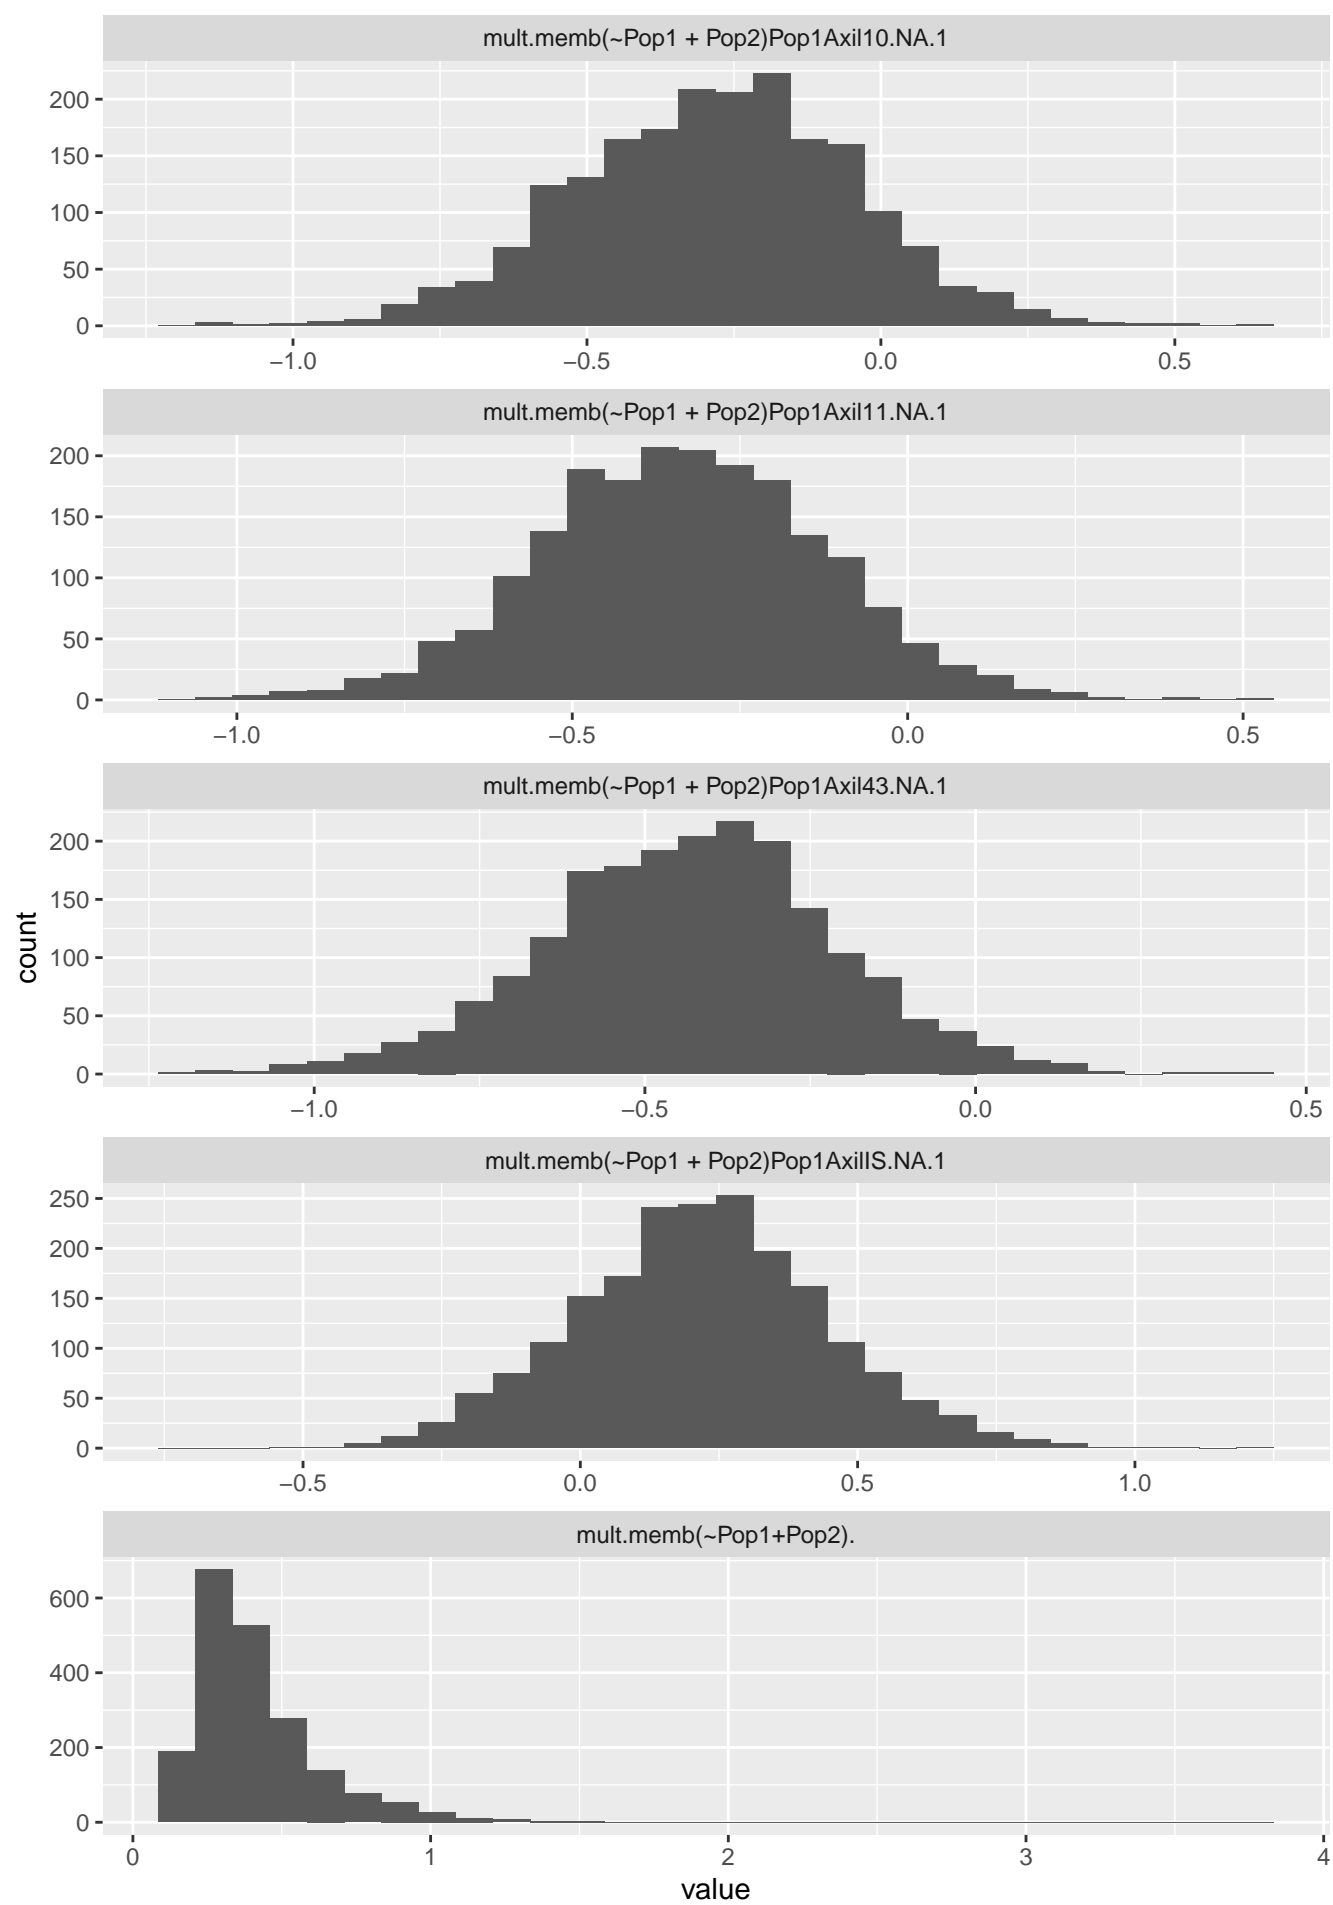 mult.memb(~Pop1 + Pop2)Pop1Axil10.NA.1
200
150
100
50
0
−1.0 −0.5 0.0 0.5
mult.memb(~Pop1 + Pop2)Pop1Axil11.NA.1
200
150
100
50
0
−1.0 −0.5 0.0 0.5
mult.memb(~Pop1 + Pop2)Pop1Axil43.NA.1
200
150
100
50
0
−1.0 −0.5 0.0 0.5
count
mult.memb(~Pop1 + Pop2)Pop1AxilIS.NA.1
250
200
150
100
50
0
−0.5 0.0 0.5 1.0
mult.memb(~Pop1+Pop2).
600
400
200
0
0 1 2 3 4
value